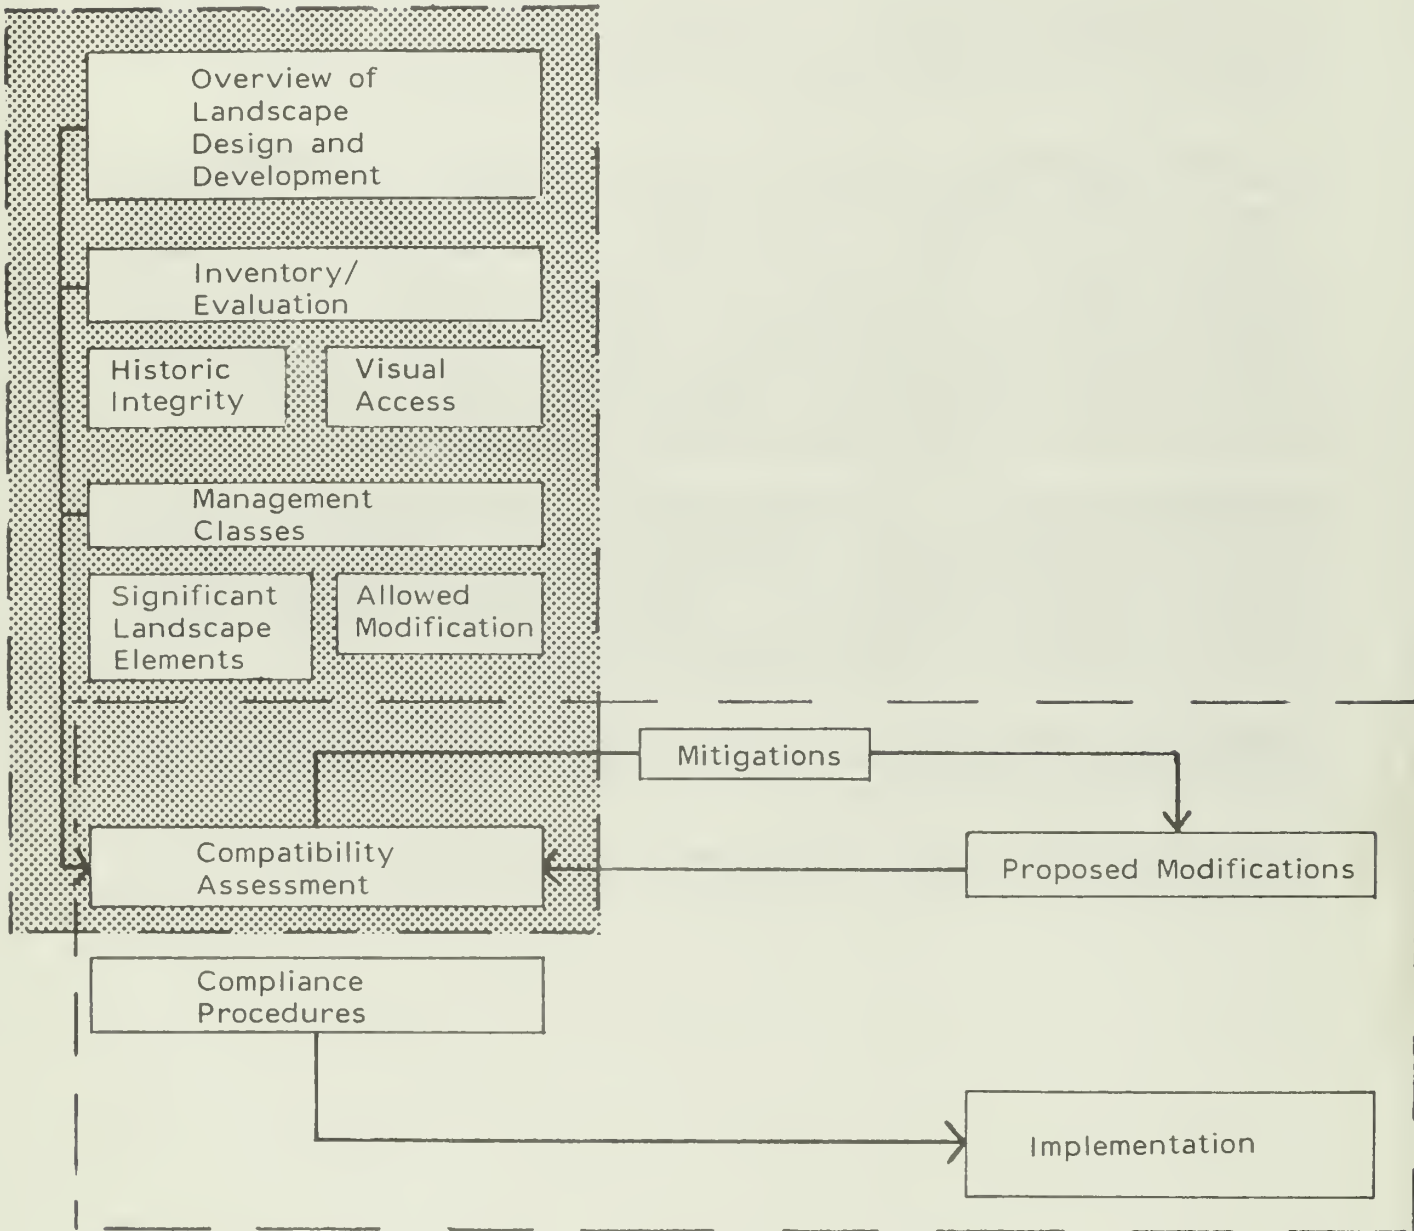 Overview of
Landscape
Design and
Development
Inventory/
Evaluation
Historic
Integrity
Visual
Access
Management
Classes
Significant
Landscape
Elements
Allowed
Modification
Mitigations
Compatibility
Assessment
Proposed Modifications
Compliance
Procedures
Implementation